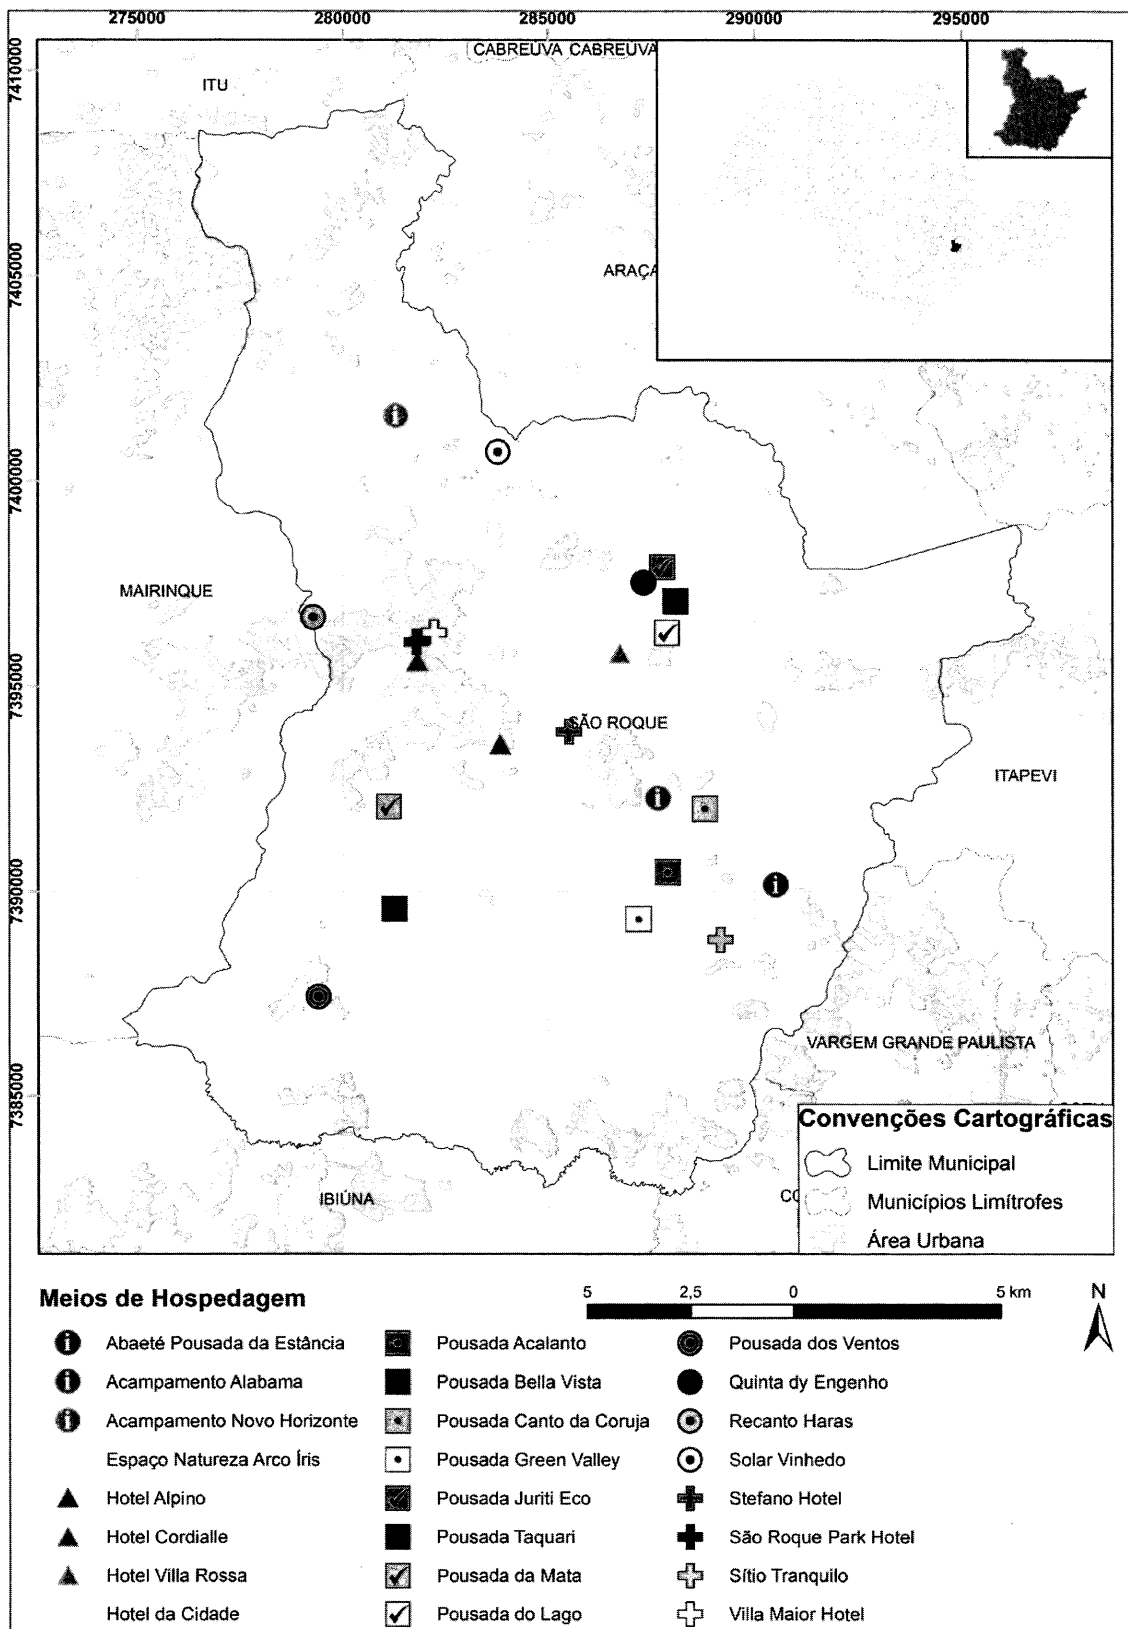 275000 280000 285000 290000 295000
7410000
7405000
7400000
7395000
7390000
7385000
CABREÚVA CABREÚVA
ITU
ARAÇA
MAIRINQUE
SÃO ROQUE
ITAPEVI
VARGEM GRANDE PAULISTA
IBIÚNA
CO
Convenções Cartográficas
Limite Municipal
Municípios Limítrofes
Área Urbana
Meios de Hospedagem
5 2,5 0 5 km
N
Abaeté Pousada da Estância
Acampamento Alabama
Acampamento Novo Horizonte
Espaço Natureza Arco Íris
Hotel Alpino
Hotel Cordialle
Hotel Villa Rossa
Hotel da Cidade
Pousada Acalanto
Pousada Bella Vista
Pousada Canto da Coruja
Pousada Green Valley
Pousada Juriti Eco
Pousada Taquari
Pousada da Mata
Pousada do Lago
Pousada dos Ventos
Quinta dy Engenho
Recanto Haras
Solar Vinhedo
Stefano Hotel
São Roque Park Hotel
Sítio Tranquilo
Villa Maior Hotel